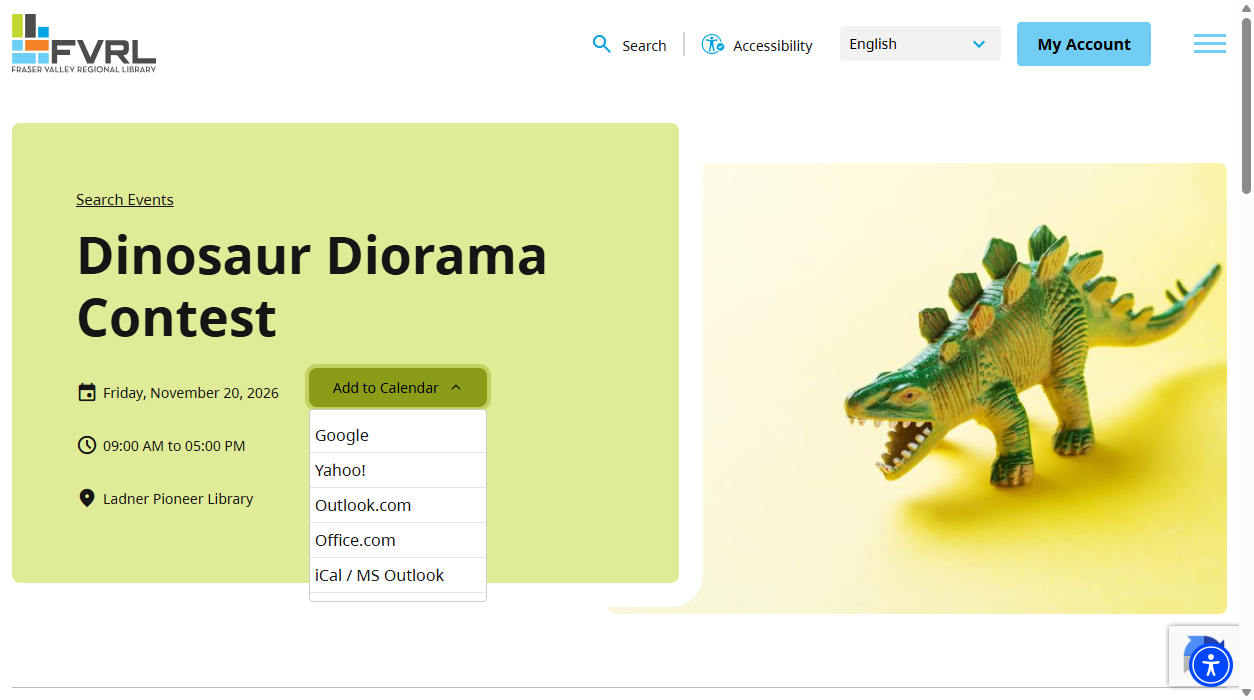 FVRL
FRASER VALLEY REGIONAL LIBRARY
Search
Accessibility
English
My Account
Search Events
Dinosaur Diorama
Contest
Friday, November 20, 2026
Add to Calendar
09:00 AM to 05:00 PM
Ladner Pioneer Library
Google
Yahoo!
Outlook.com
Office.com
iCal / MS Outlook